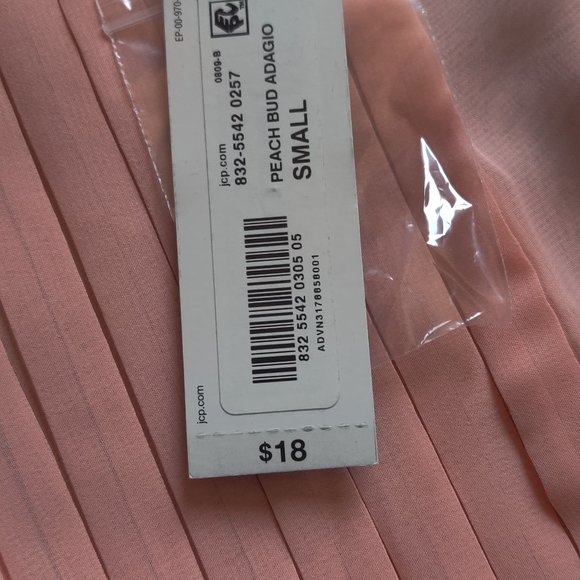 EP-00-970
0809-B
jcp.com
832-5542 0257
PEACH BUD ADAGIO
SMALL
832 5542 0305 05
ADVN3178858001
jcp.com
$18